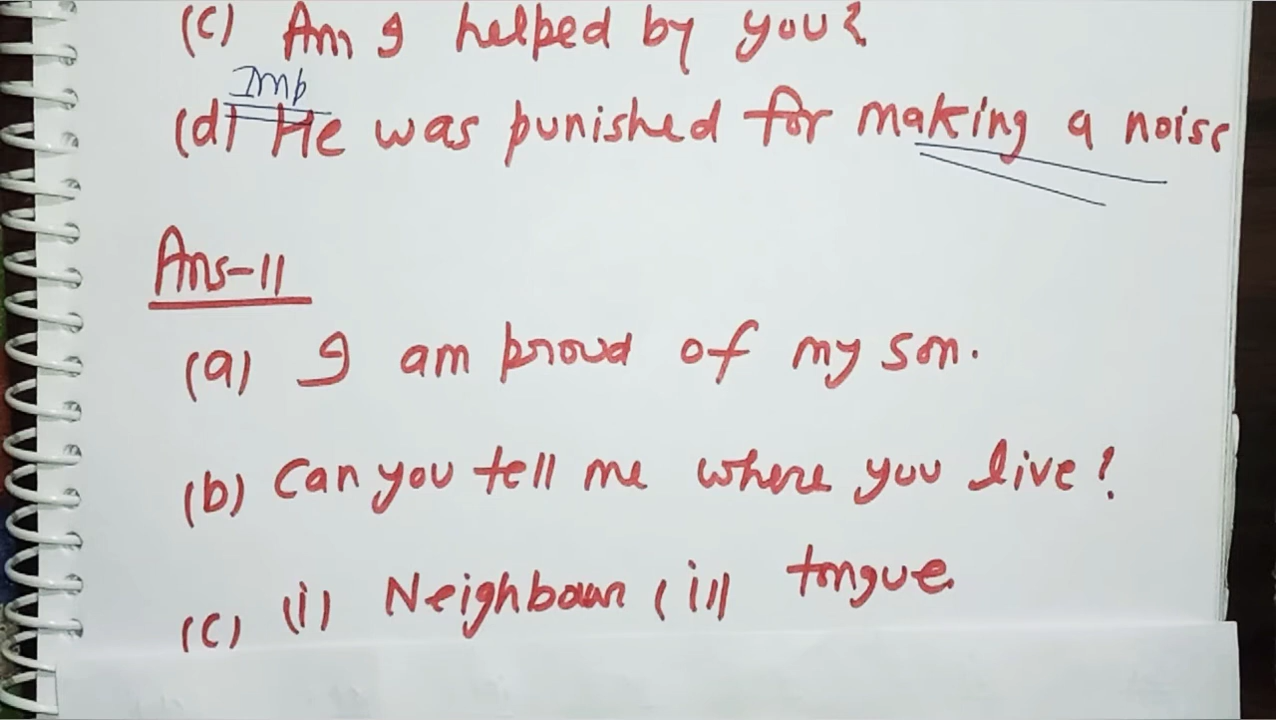 (C) Am I helped by you?
Imp
(d) He was punished for making a noise
Ans-11
(a) I am proud of my son.
(b) Can you tell me where you live?
(C) (i) Neighbour (ii) tongue.